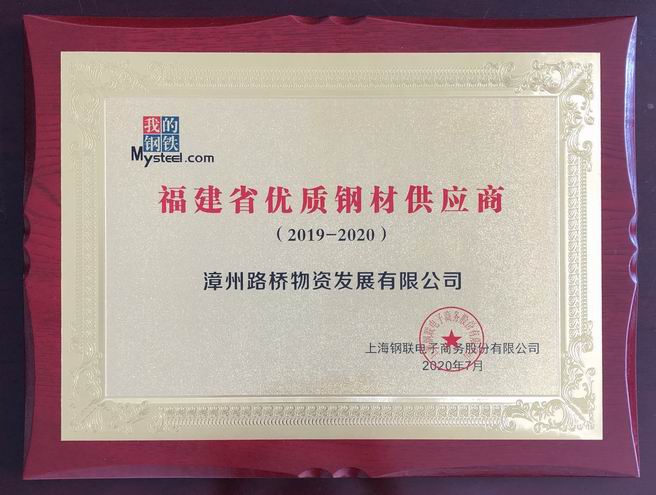 我的
钢铁
Mysteel.com
福建省优质钢材供应商
（2019-2020）
漳州路桥物资发展有限公司
上海钢联电子商务股份有限公司
2020年7月